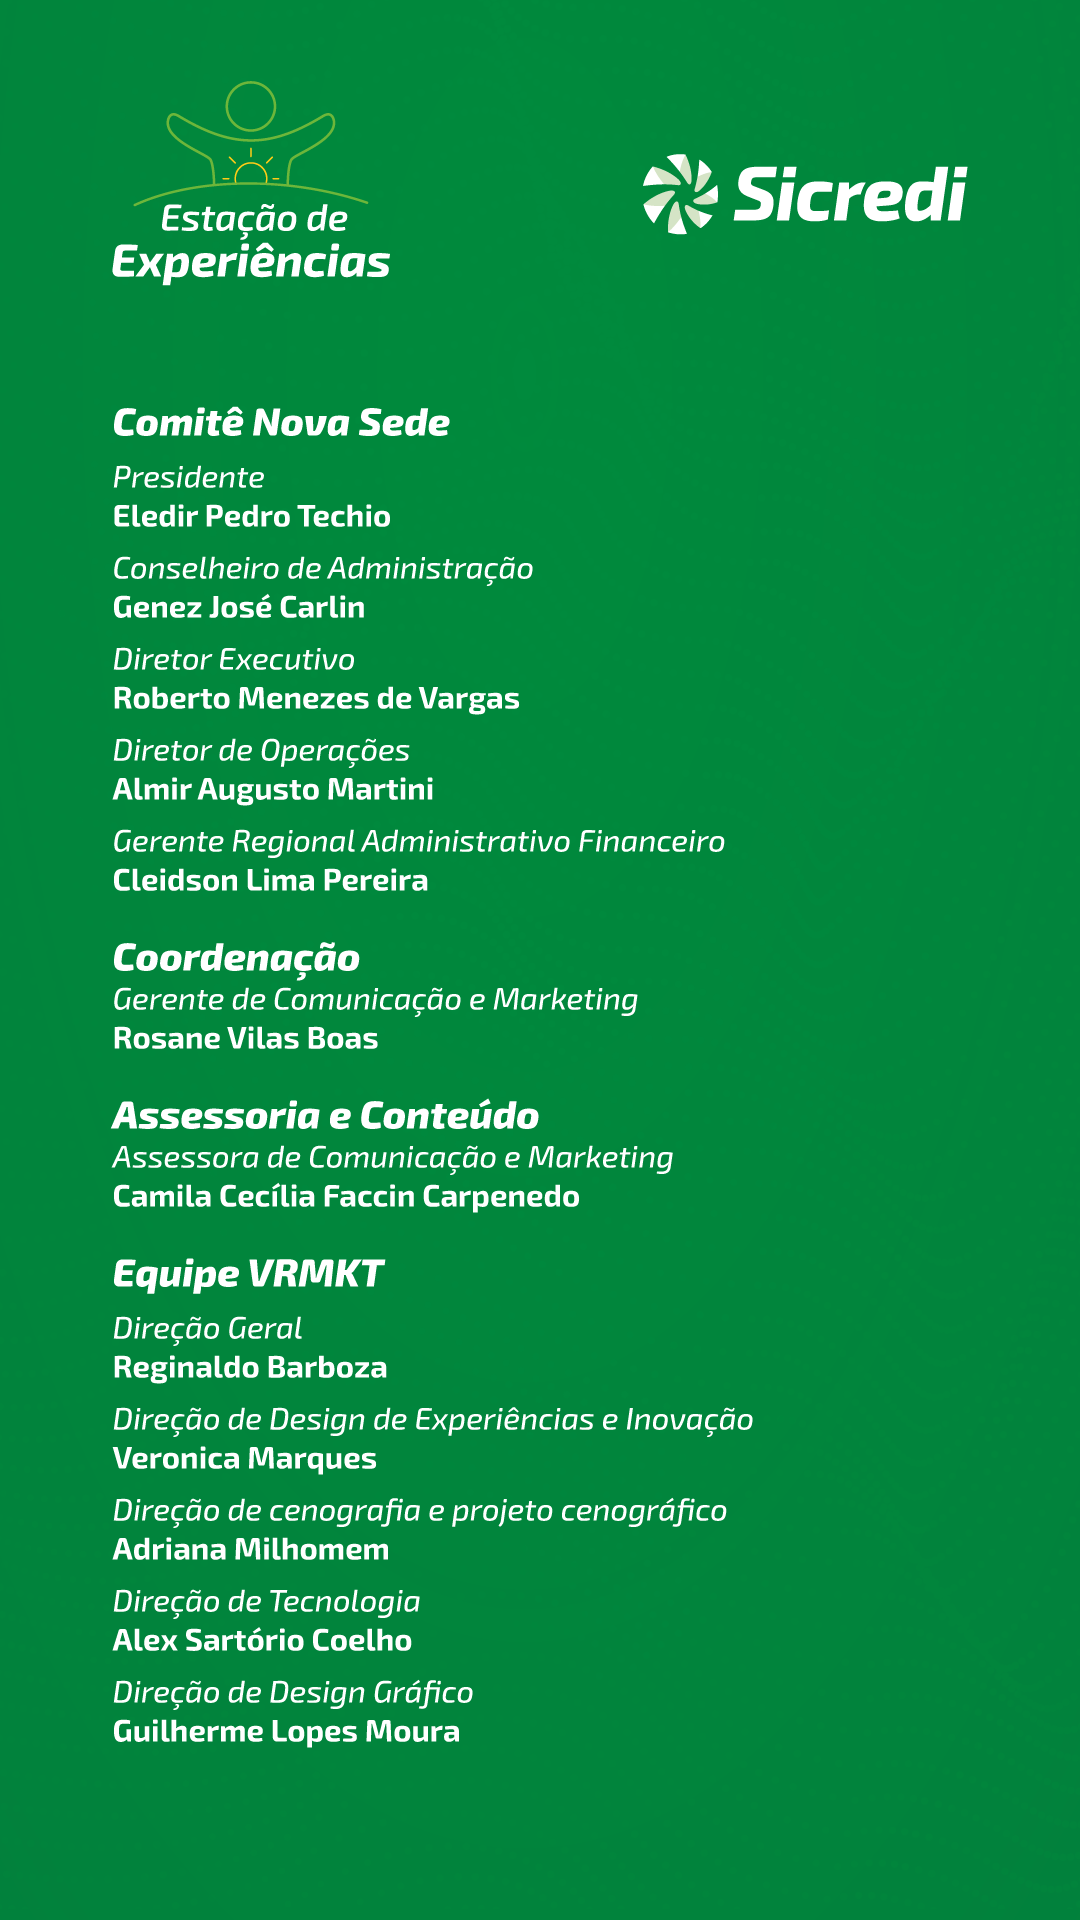 Estação de
Experiências
Sicredi
Comitê Nova Sede
Presidente
Eledir Pedro Techio
Conselheiro de Administração
Genez José Carlin
Diretor Executivo
Roberto Menezes de Vargas
Diretor de Operações
Almir Augusto Martini
Gerente Regional Administrativo Financeiro
Cleidson Lima Pereira
Coordenação
Gerente de Comunicação e Marketing
Rosane Vilas Boas
Assessoria e Conteúdo
Assessora de Comunicação e Marketing
Camila Cecília Faccin Carpenedo
Equipe VRMKT
Direção Geral
Reginaldo Barboza
Direção de Design de Experiências e Inovação
Veronica Marques
Direção de cenografia e projeto cenográfico
Adriana Milhomem
Direção de Tecnologia
Alex Sartório Coelho
Direção de Design Gráfico
Guilherme Lopes Moura